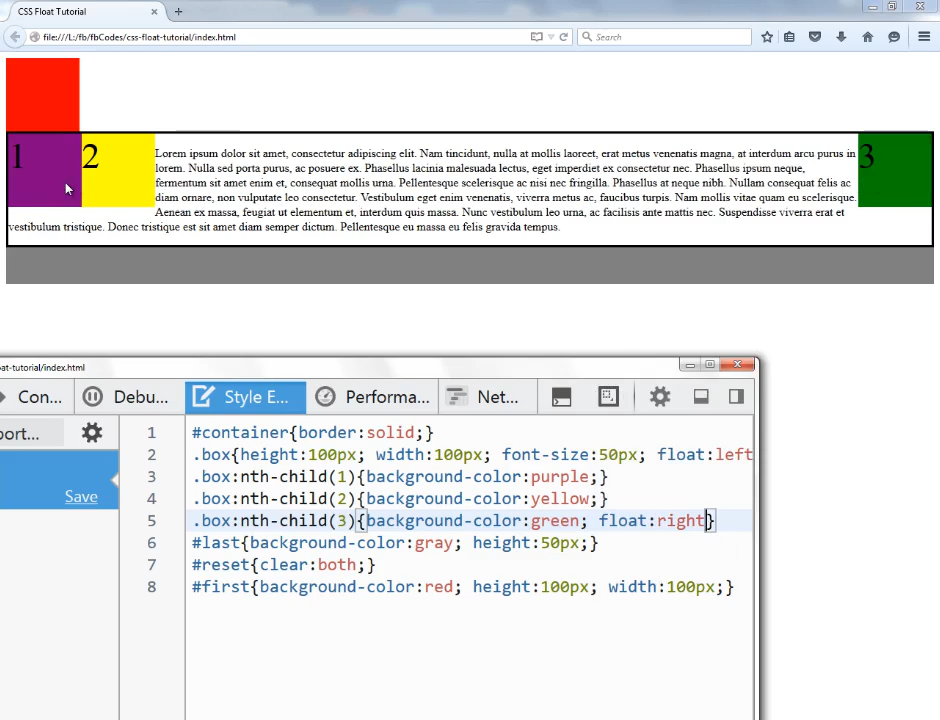 CSS Float Tutorial × +
file:///L:/fb/fbCodes/css-float-tutorial/index.html
Search
1
2
3
Lorem ipsum dolor sit amet, consectetur adipiscing elit. Nam tincidunt, nulla at mollis laoreet, erat metus venenatis magna, at interdum arcu purus in
lorem. Nulla sed porta purus, ac posuere ex. Phasellus lacinia malesuada lectus, eget imperdiet ex consectetur nec. Phasellus ipsum neque,
fermentum sit amet enim et, consequat mollis urna. Pellentesque scelerisque ac nisi nec fringilla. Phasellus at neque nibh. Nullam consequat felis ac
diam ornare, non vulputate leo consectetur. Vestibulum eget enim venenatis, viverra metus ac, faucibus turpis. Nam mollis vitae quam eu scelerisque.
Aenean ex massa, feugiat ut elementum et, interdum quis massa. Nunc vestibulum leo urna, ac facilisis ante mattis nec. Suspendisse viverra erat et
vestibulum tristique. Donec tristique est sit amet diam semper dictum. Pellentesque eu massa eu felis gravida tempus.
at-tutorial/index.html
Con... Debu... Style E... Performa... Net...
port...
Save
1 #container{border:solid;}
2 .box{height:100px; width:100px; font-size:50px; float:left
3 .box:nth-child(1){background-color:purple;}
4 .box:nth-child(2){background-color:yellow;}
5 .box:nth-child(3){background-color:green; float:right}
6 #last{background-color:gray; height:50px;}
7 #reset{clear:both;}
8 #first{background-color:red; height:100px; width:100px;}